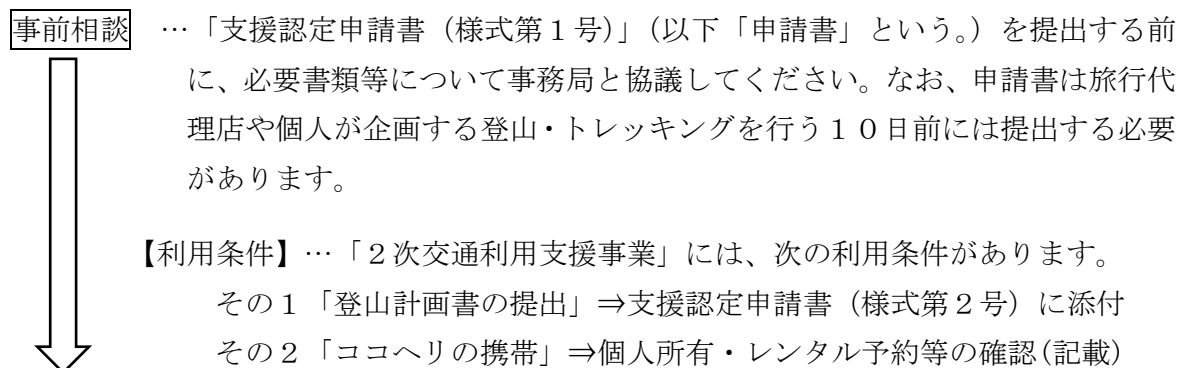 事前相談 …「支援認定申請書(様式第1号)」(以下「申請書」という。)を提出する前
に、必要書類等について事務局と協議してください。なお、申請書は旅行代
理店や個人が企画する登山・トレッキングを行う10日前には提出する必要
があります。
【利用条件】…「2次交通利用支援事業」には、次の利用条件があります。
その1「登山計画書の提出」⇒支援認定申請書(様式第2号)に添付
その2「ココヘリの携帯」⇒個人所有・レンタル予約等の確認(記載)